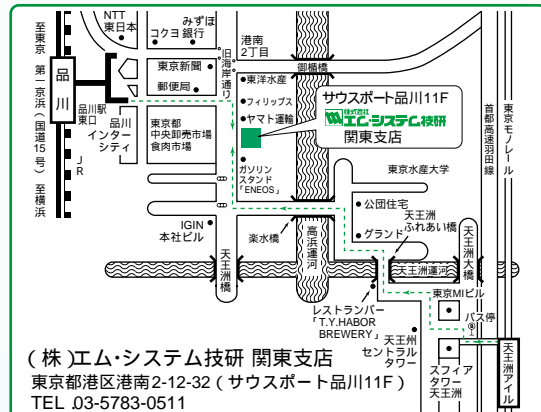 NTT
東日本
コクヨ
みずほ
銀行
旧海岸通り
港南
2丁目
御楯橋
至東京 第一京浜(国道15号) 至横浜
品川
JR
品川駅
東口
東京新聞
郵便局
品川
インター
シティ
東京都
中央卸売市場
食肉市場
東洋水産
フィリップス
ヤマト運輸
ガソリン
スタンド
「ENEOS」
サウスポート品川11F
株式会社
エム・システム技研
関東支店
首都高速羽田線
東京モノレール
東京水産大学
公団住宅
グランド
天王洲
ふれあい橋
天王洲大橋
IGIN
本社ビル
楽水橋
高浜運河
天王洲橋
天王洲運河
レストランバー
「T.Y.HABOR
BREWERY」
東京MIビル
バス停
天王州
セントラル
タワー
スフィア
タワー
天王洲
天王洲アイル
(株)エム・システム技研 関東支店
東京都港区港南2-12-32(サウスポート品川11F)
TEL .03-5783-0511